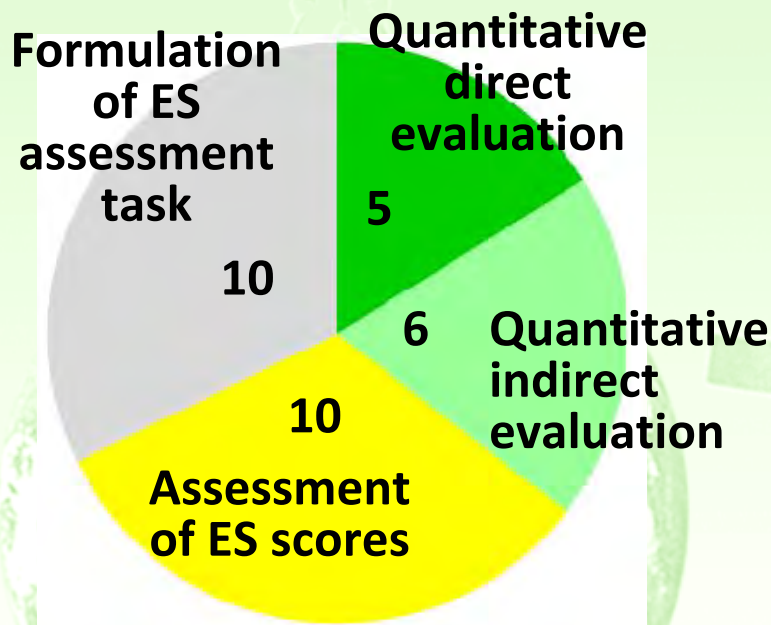 Formulation
of ES
assessment
task
10
Quantitative
direct
evaluation
5
6
Quantitative
indirect
evaluation
10
Assessment
of ES scores